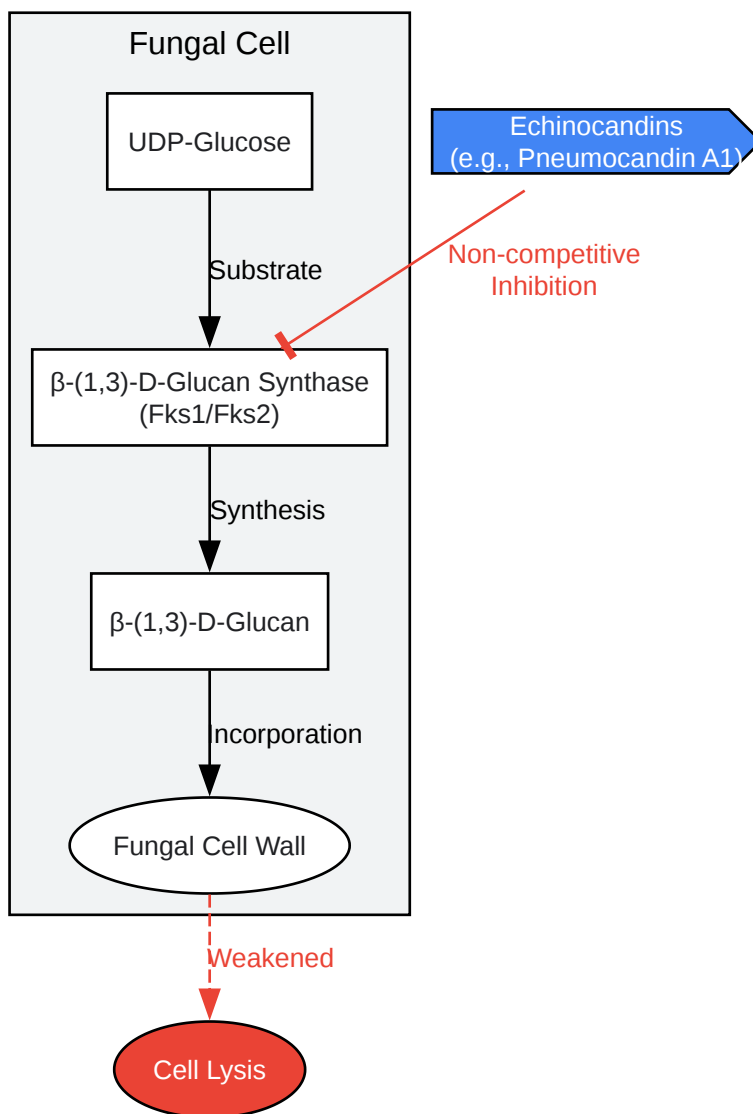 Fungal Cell
UDP-Glucose
Echinocandins
(e.g., Pneumocandin A1)
Substrate
Non-competitive
Inhibition
β-(1,3)-D-Glucan Synthase
(Fks1/Fks2)
Synthesis
β-(1,3)-D-Glucan
Incorporation
Fungal Cell Wall
Weakened
Cell Lysis